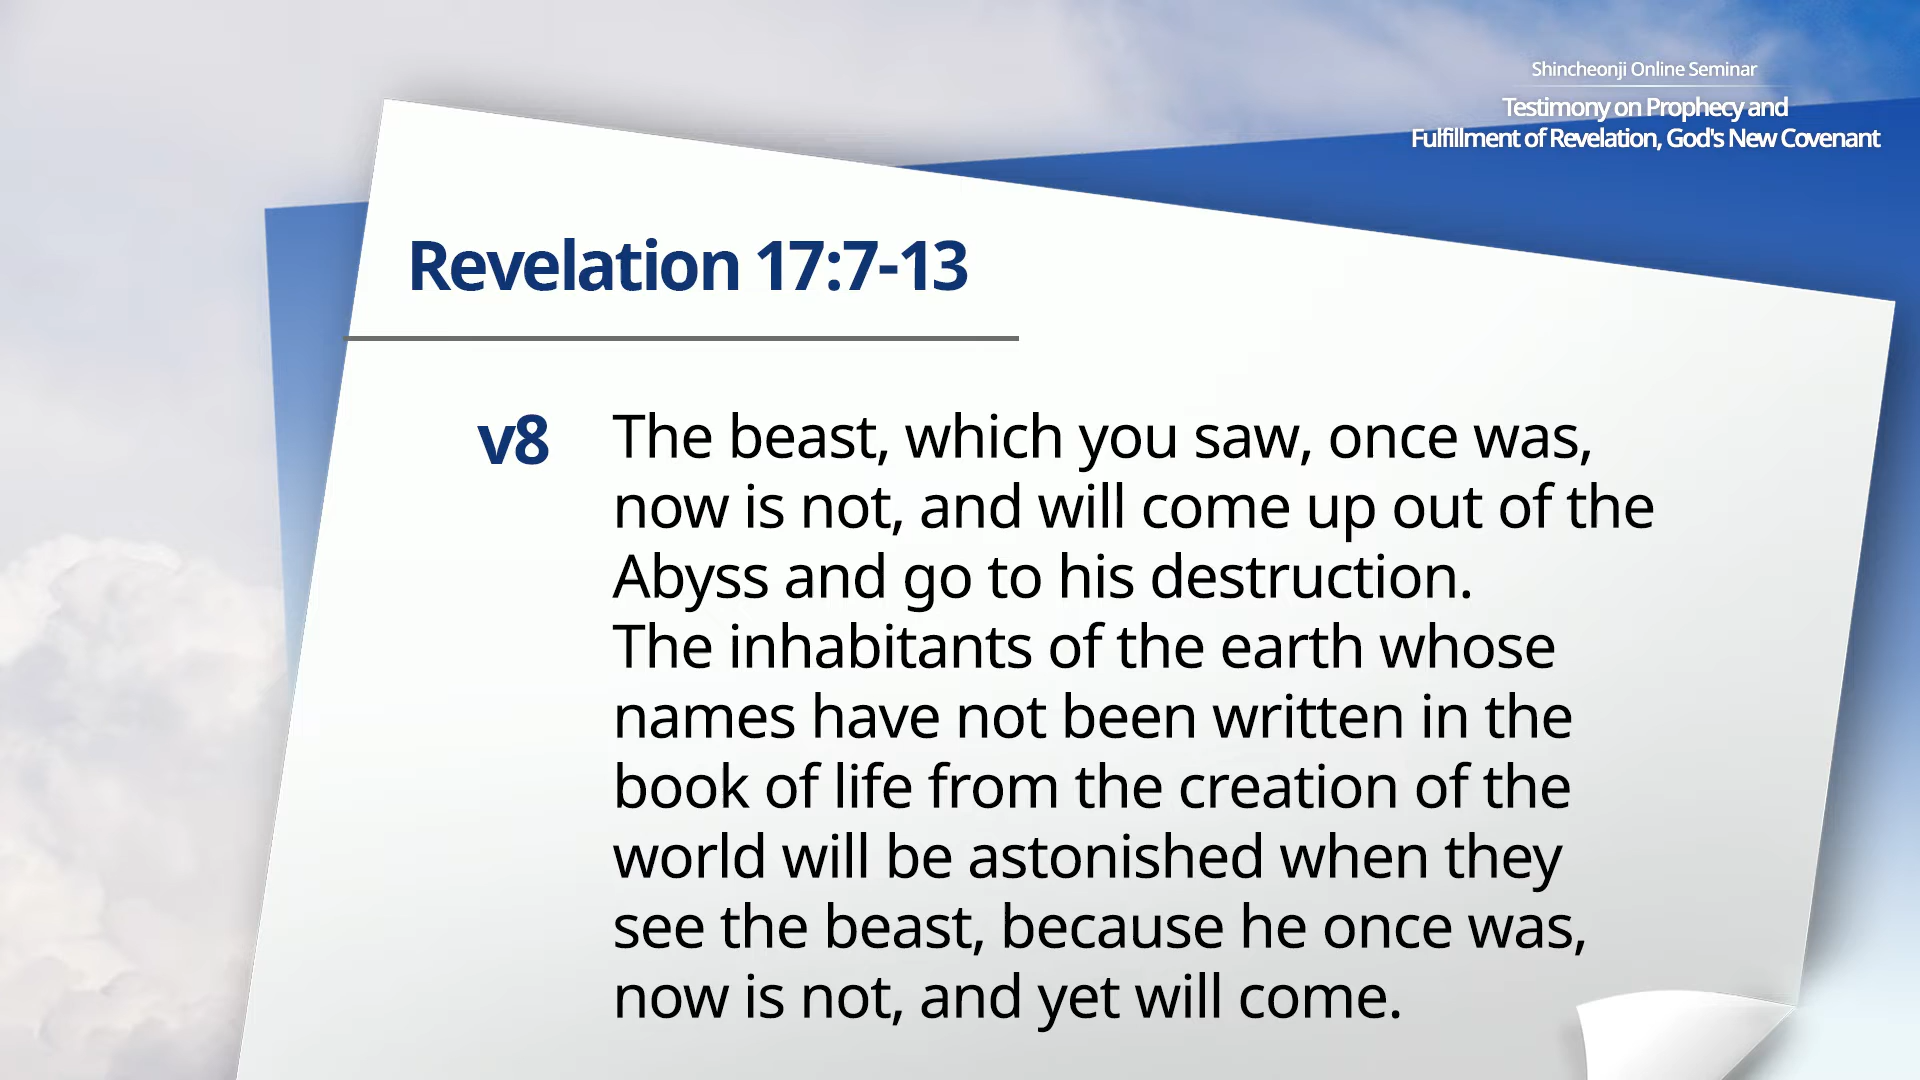 Shincheonji Online Seminar
Testimony on Prophecy and
Fulfillment of Revelation, God's New Covenant
Revelation 17:7-13
v8 The beast, which you saw, once was,
now is not, and will come up out of the
Abyss and go to his destruction.
The inhabitants of the earth whose
names have not been written in the
book of life from the creation of the
world will be astonished when they
see the beast, because he once was,
now is not, and yet will come.